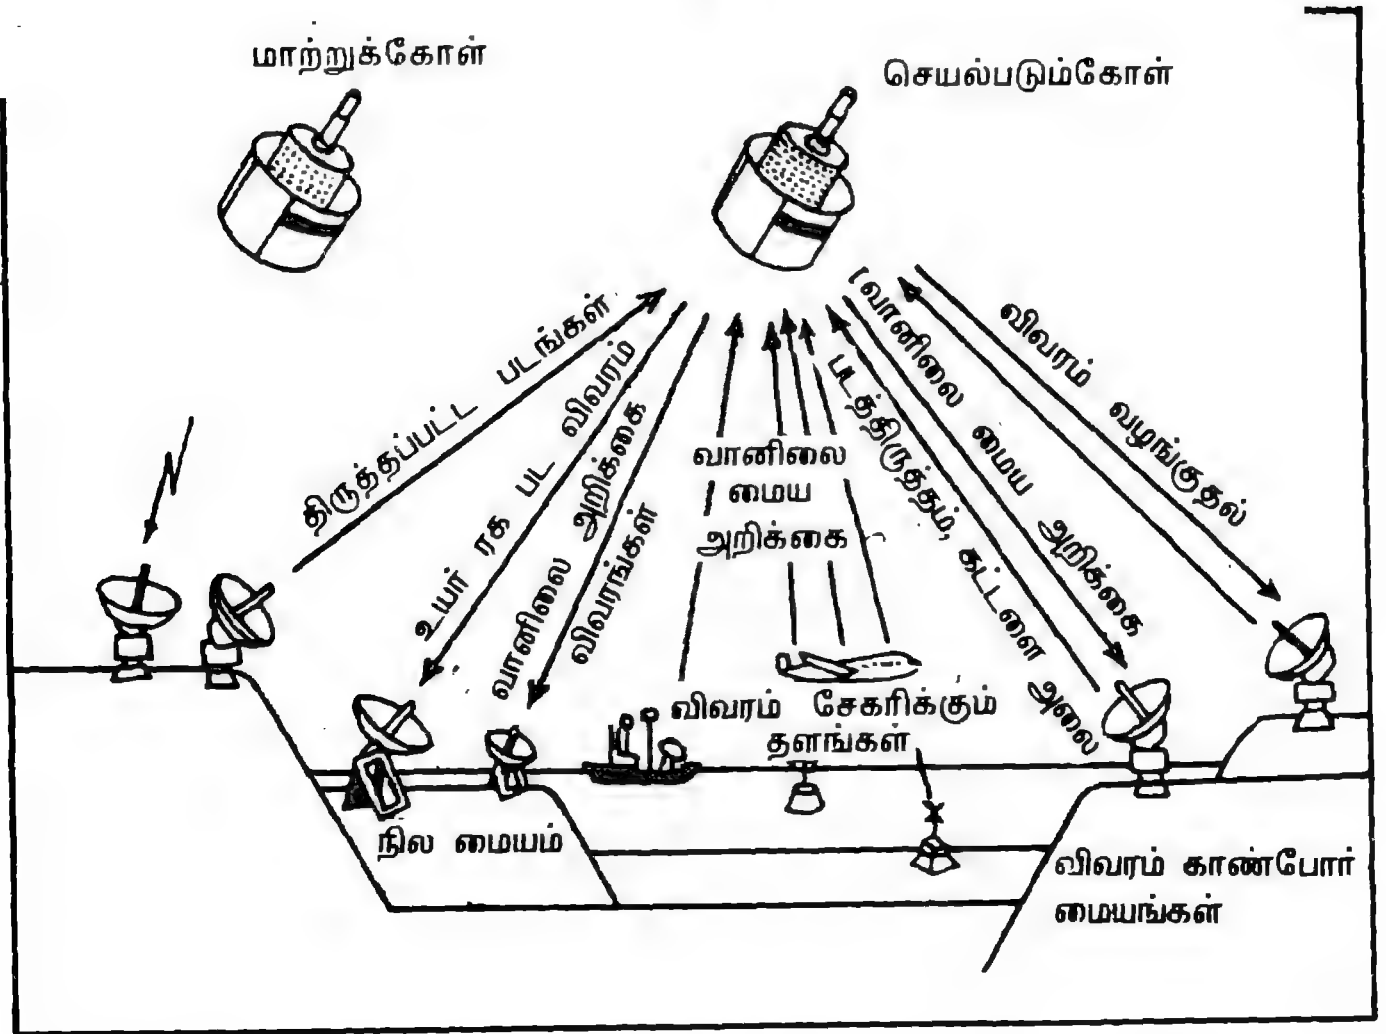 மாற்றுக்கோள்
செயல்படும்கோள்
திருத்தப்பட்ட படங்கள்
உயர் ரக பட விவரம்
வானிலை அறிக்கை
விவரங்கள்
வானிலை
மைய
அறிக்கை
படத்திருத்தம், கட்டளை அலை
(வானிலை மைய அறிக்கை
விவரம் வழங்குதல்
விவரம் சேகரிக்கும்
தளங்கள்
நில மையம்
விவரம் காண்போர்
மையங்கள்